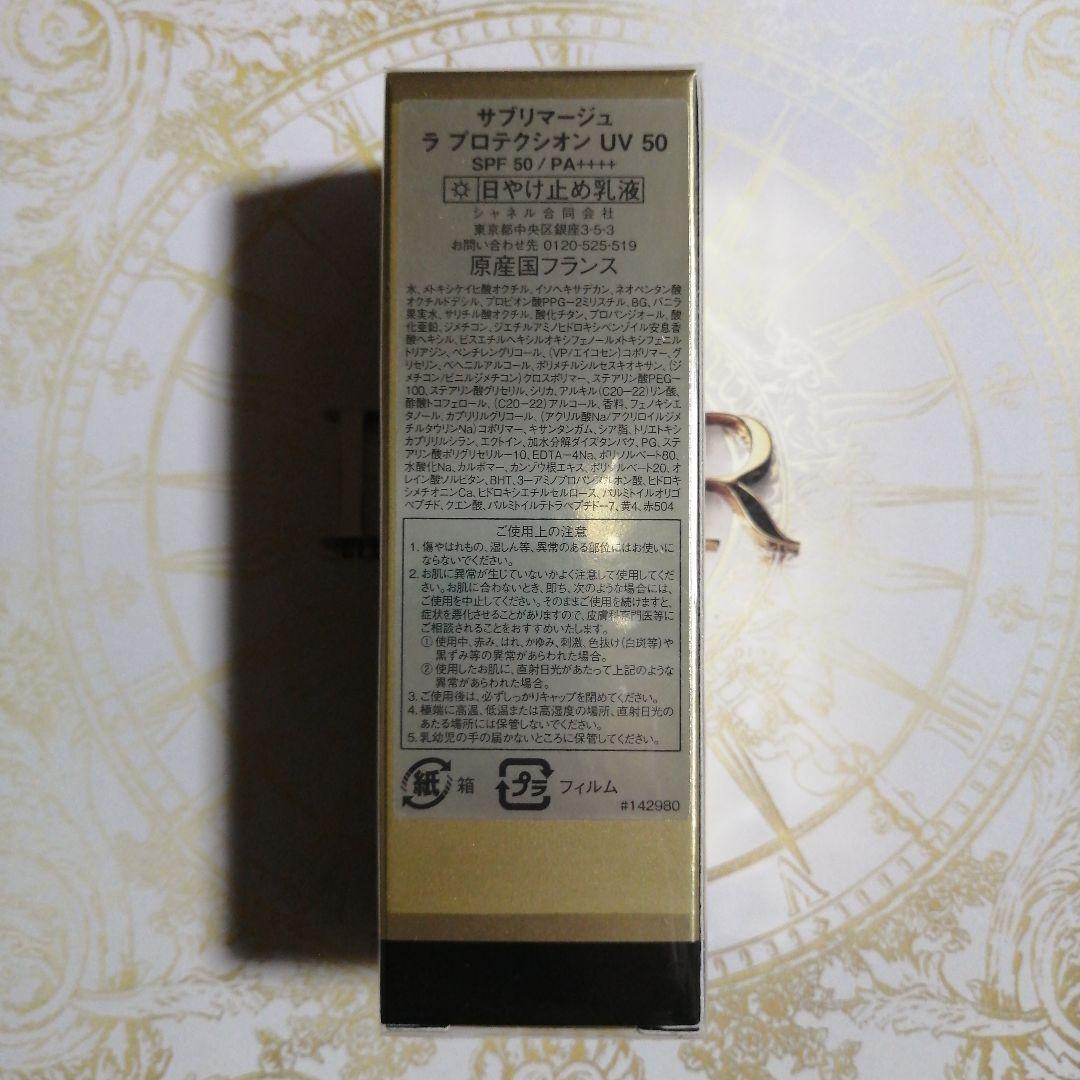 サブリマージュ
ラ プロテクシオン UV 50
SPF 50 / PA++++
日やけ止め乳液
シャネル合同会社
東京都中央区銀座3-5-3
お問い合わせ先 0120-525-519
原産国フランス
水、メトキシケイヒ酸オクチル、イソヘキサデカン、ネオペンタン酸
オクチルドデシル、プロピオン酸PPG-2ミリスチル、BG、バニラ
果実水、サリチル酸オクチル、酸化チタン、プロパンジオール、酸
化亜鉛、ジメチコン、ジエチルアミノヒドロキシベンゾイル安息香
酸ヘキシル、ビスエチルヘキシルオキシフェノールメトキシフェニル
トリアジン、ペンチレングリコール、(VP/エイコセン)コポリマー、グ
リセリン、ベヘニルアルコール、ポリメチルシルセスキオキサン、(ジ
メチコン/ビニルジメチコン)クロスポリマー、ステアリン酸PEG-
100、ステアリン酸グリセリル、シリカ、アルキル(C20-22)リン酸、
酢酸トコフェロール、(C20-22)アルコール、香料、フェノキシエ
タノール、カプリリルグリコール、(アクリル酸Na/アクリロイルジメ
チルタウリンNa)コポリマー、キサンタンガム、シア脂、トリエトキシ
カプリリルシラン、エクトイン、加水分解ダイズタンパク、PG、ステ
アリン酸ポリグリセリル-10、EDTA-4Na、ポリソルベート80、
水酸化Na、カルボマー、カンゾウ根エキス、ポリソルベート20、オ
レイン酸ソルビタン、BHT、3-アミノプロパンスルホン酸、ヒドロキ
シメチオニンCa、ヒドロキシエチルセルロース、パルミトイルオリゴ
ペプチド、クエン酸、パルミトイルテトラペプチド-7、黄4、赤504
ご使用上の注意
1. 傷やはれもの、湿しん等、異常のある部位にはお使いに
ならないでください。
2. お肌に異常が生じていないかよく注意して使用してくだ
さい。お肌に合わないとき、即ち、次のような場合には、
ご使用を中止してください。そのままご使用を続けますと、
症状を悪化させることがありますので、皮膚科専門医等に
ご相談されることをおすすめいたします。
① 使用中、赤み、はれ、かゆみ、刺激、色抜け(白斑等)や
黒ずみ等の異常があらわれた場合。
② 使用したお肌に、直射日光があたって上記のような
異常があらわれた場合。
3. ご使用後は、必ずしっかりキャップを閉めてください。
4. 極端に高温、低温または高湿度の場所、直射日光の
あたる場所には保管しないでください。
5. 乳幼児の手の届かないところに保管してください。
紙 箱 プラ フィルム
#142980
R